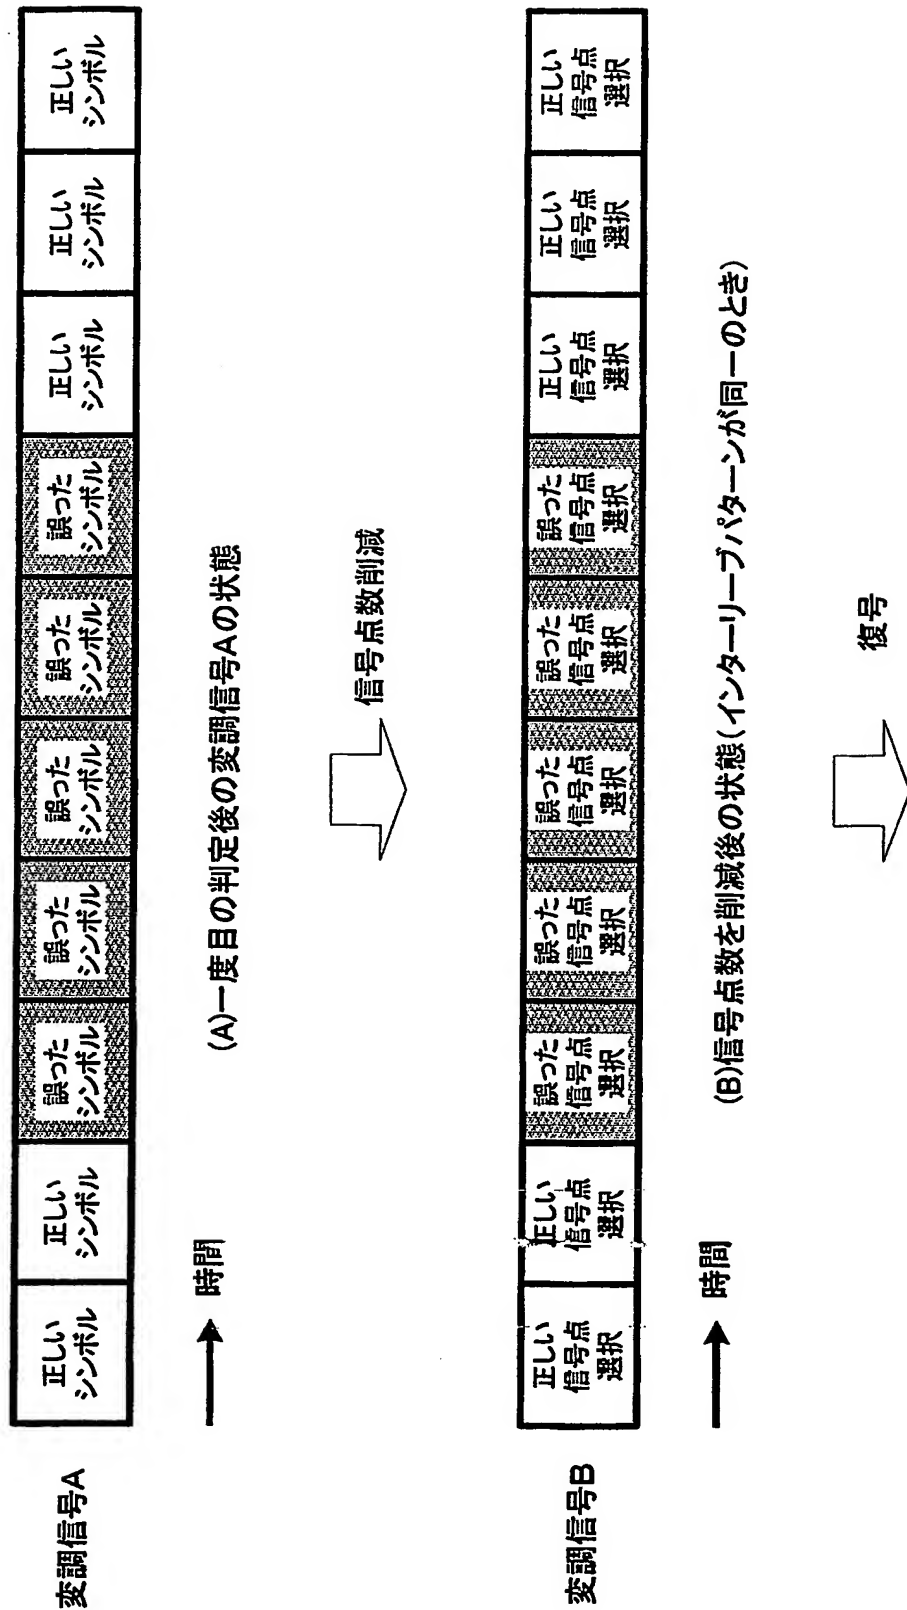 変調信号A
正しい
シンボル
正しい
シンボル
誤った
シンボル
誤った
シンボル
誤った
シンボル
誤った
シンボル
誤った
シンボル
正しい
シンボル
正しい
シンボル
正しい
シンボル
時間
(A)一度目の判定後の変調信号Aの状態
信号点数削減
変調信号B
正しい
信号点
選択
正しい
信号点
選択
誤った
信号点
選択
誤った
信号点
選択
誤った
信号点
選択
誤った
信号点
選択
誤った
信号点
選択
正しい
信号点
選択
正しい
信号点
選択
正しい
信号点
選択
時間
(B)信号点数を削減後の状態(インターリーブパターンが同一のとき)
復号